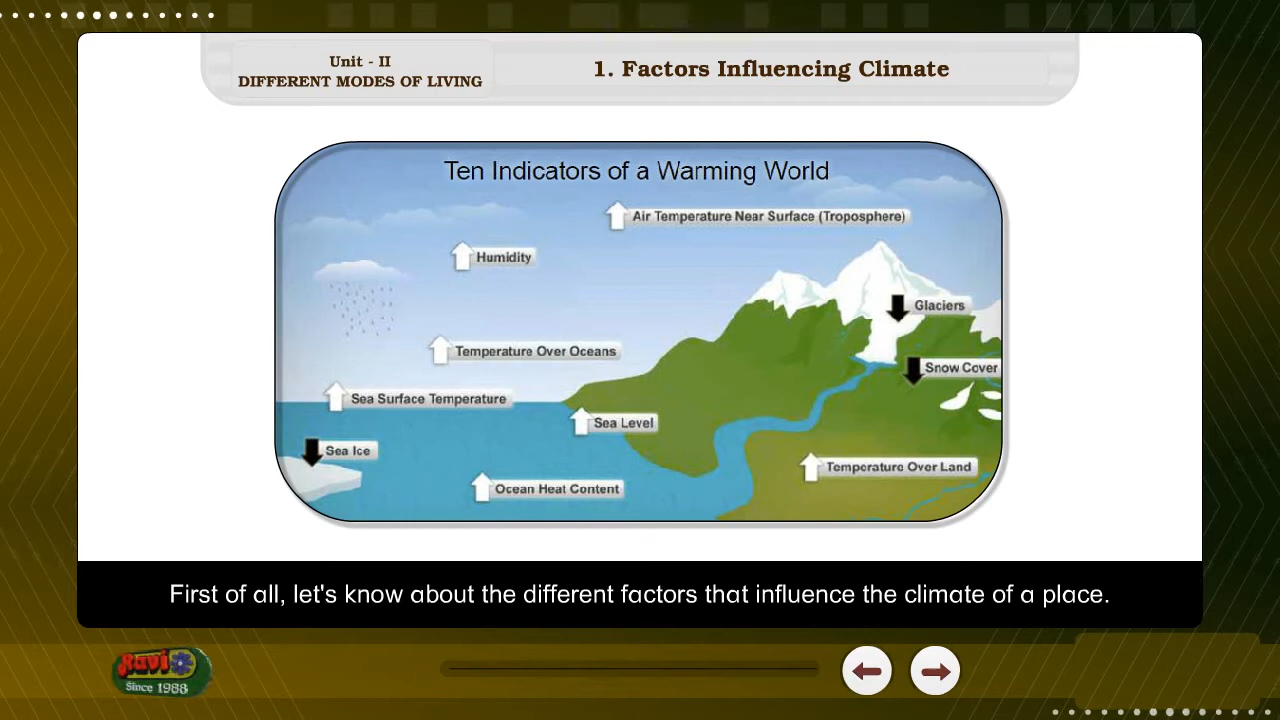 Unit - II
DIFFERENT MODES OF LIVING
1. Factors Influencing Climate
Ten Indicators of a Warming World
Air Temperature Near Surface (Troposphere)
Humidity
Glaciers
Temperature Over Oceans
Snow Cover
Sea Surface Temperature
Sea Level
Sea Ice
Temperature Over Land
Ocean Heat Content
First of all, let's know about the different factors that influence the climate of a place.
Ravi
Since 1988